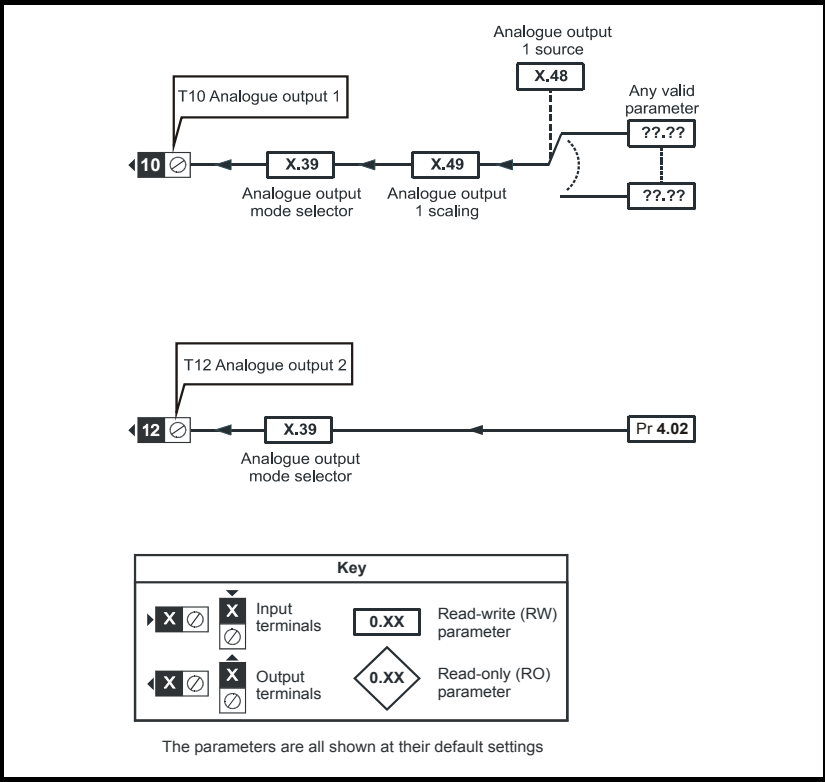 Analogue output
1 source
X.48
T10 Analogue output 1
Any valid
parameter
??.??
10
X.39
X.49
Analogue output
mode selector
Analogue output
1 scaling
??.??
T12 Analogue output 2
12
X.39
Pr 4.02
Analogue output
mode selector
Key
X
X
Input
terminals
0.XX
Read-write (RW)
parameter
X
X
Output
terminals
0.XX
Read-only (RO)
parameter
The parameters are all shown at their default settings